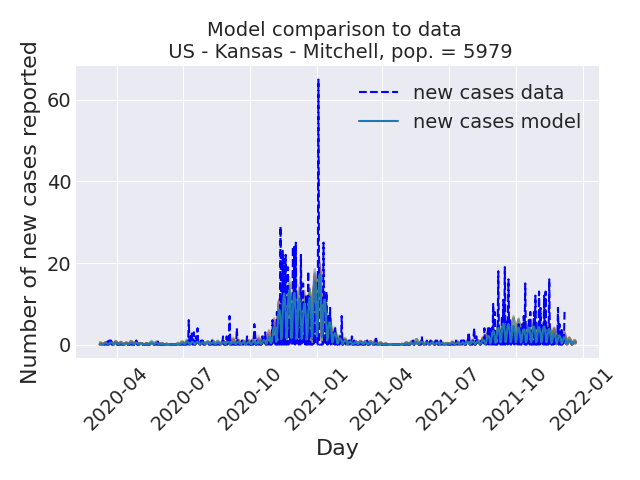 Model comparison to data
US - Kansas - Mitchell, pop. = 5979
Number of new cases reported
60
40
20
0
new cases data
new cases model
2020-04
2020-07
2020-10
2021-01
2021-04
2021-07
2021-10
2022-01
Day